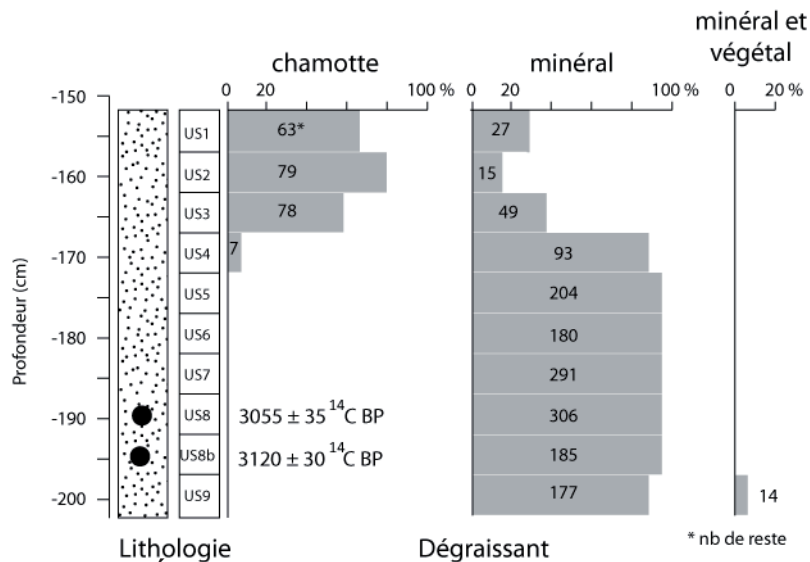 chamotte
minéral
minéral et
végétal
0 20 100 %
0 20 100 %
0 20 %
Profondeur (cm)
-150
-160
-170
-180
-190
-200
US1 63* 27
US2 79 15
US3 78 49
US4 7 93
US5 204
US6 180
US7 291
US8 3055 ± 35 14C BP 306
US8b 3120 ± 30 14C BP 185
US9 177 14
* nb de reste
Lithologie
Dégraissant